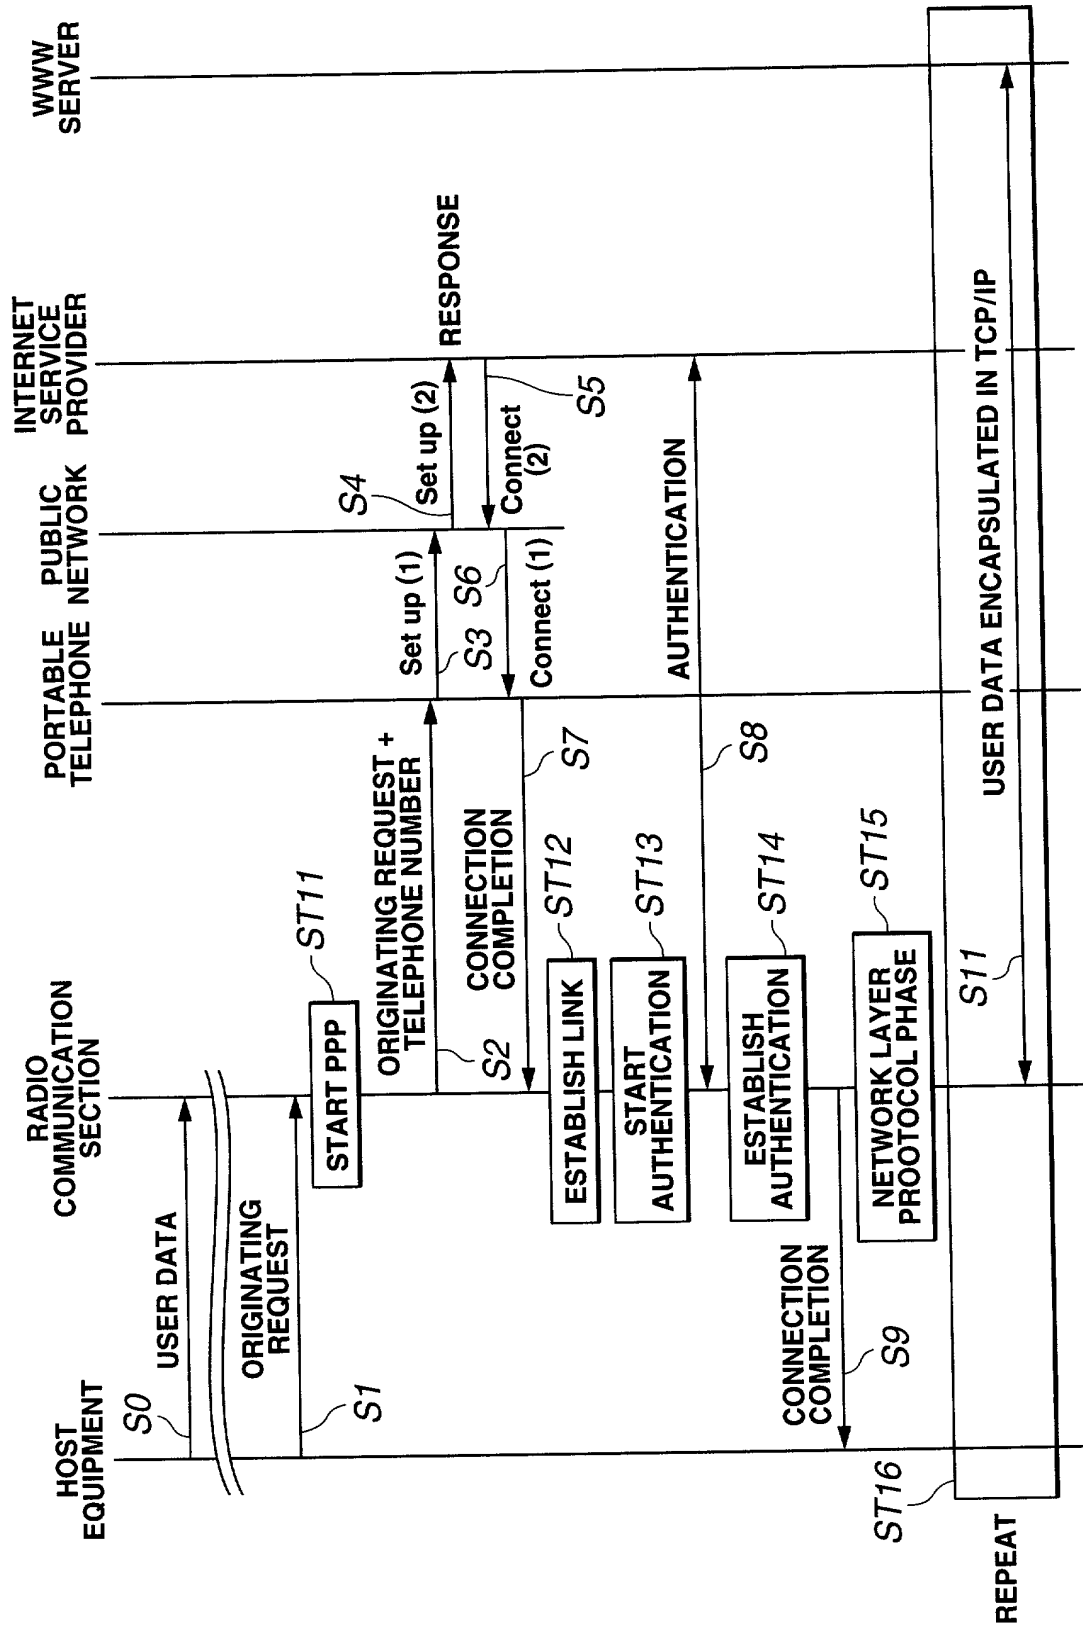 HOST
EQUIPMENT
RADIO
COMMUNICATION
SECTION
PORTABLE
TELEPHONE
PUBLIC
NETWORK
INTERNET
SERVICE
PROVIDER
WWW
SERVER
S0
USER DATA
ORIGINATING
REQUEST
S1
START PPP
ST11
ORIGINATING REQUEST +
TELEPHONE NUMBER
S2
Set up (1)
S3
S4
Set up (2)
RESPONSE
S5
Connect
(2)
S6
Connect (1)
CONNECTION
COMPLETION
S7
ESTABLISH LINK
ST12
START
AUTHENTICATION
ST13
AUTHENTICATION
S8
ESTABLISH
AUTHENTICATION
ST14
CONNECTION
COMPLETION
S9
NETWORK LAYER
PROOTOCOL PHASE
ST15
ST16
REPEAT
S11
USER DATA ENCAPSULATED IN TCP/IP